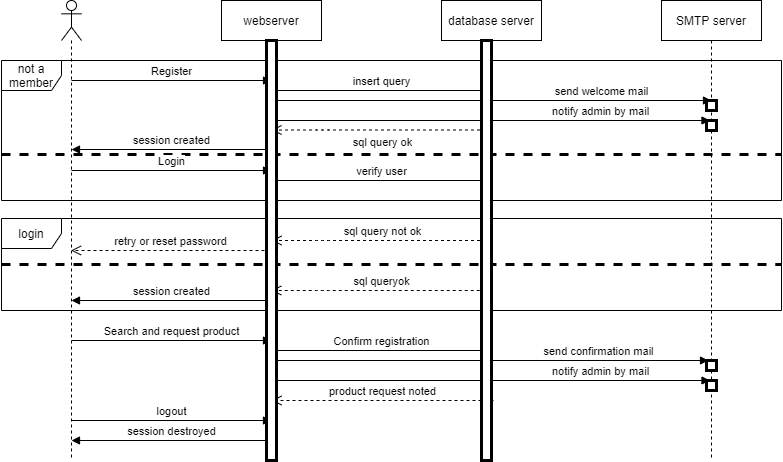 webserver
database server
SMTP server
not a
member
Register
insert query
send welcome mail
notify admin by mail
session created
sql query ok
Login
verify user
login
retry or reset password
sql query not ok
session created
sql queryok
Search and request product
Confirm registration
send confirmation mail
notify admin by mail
product request noted
logout
session destroyed